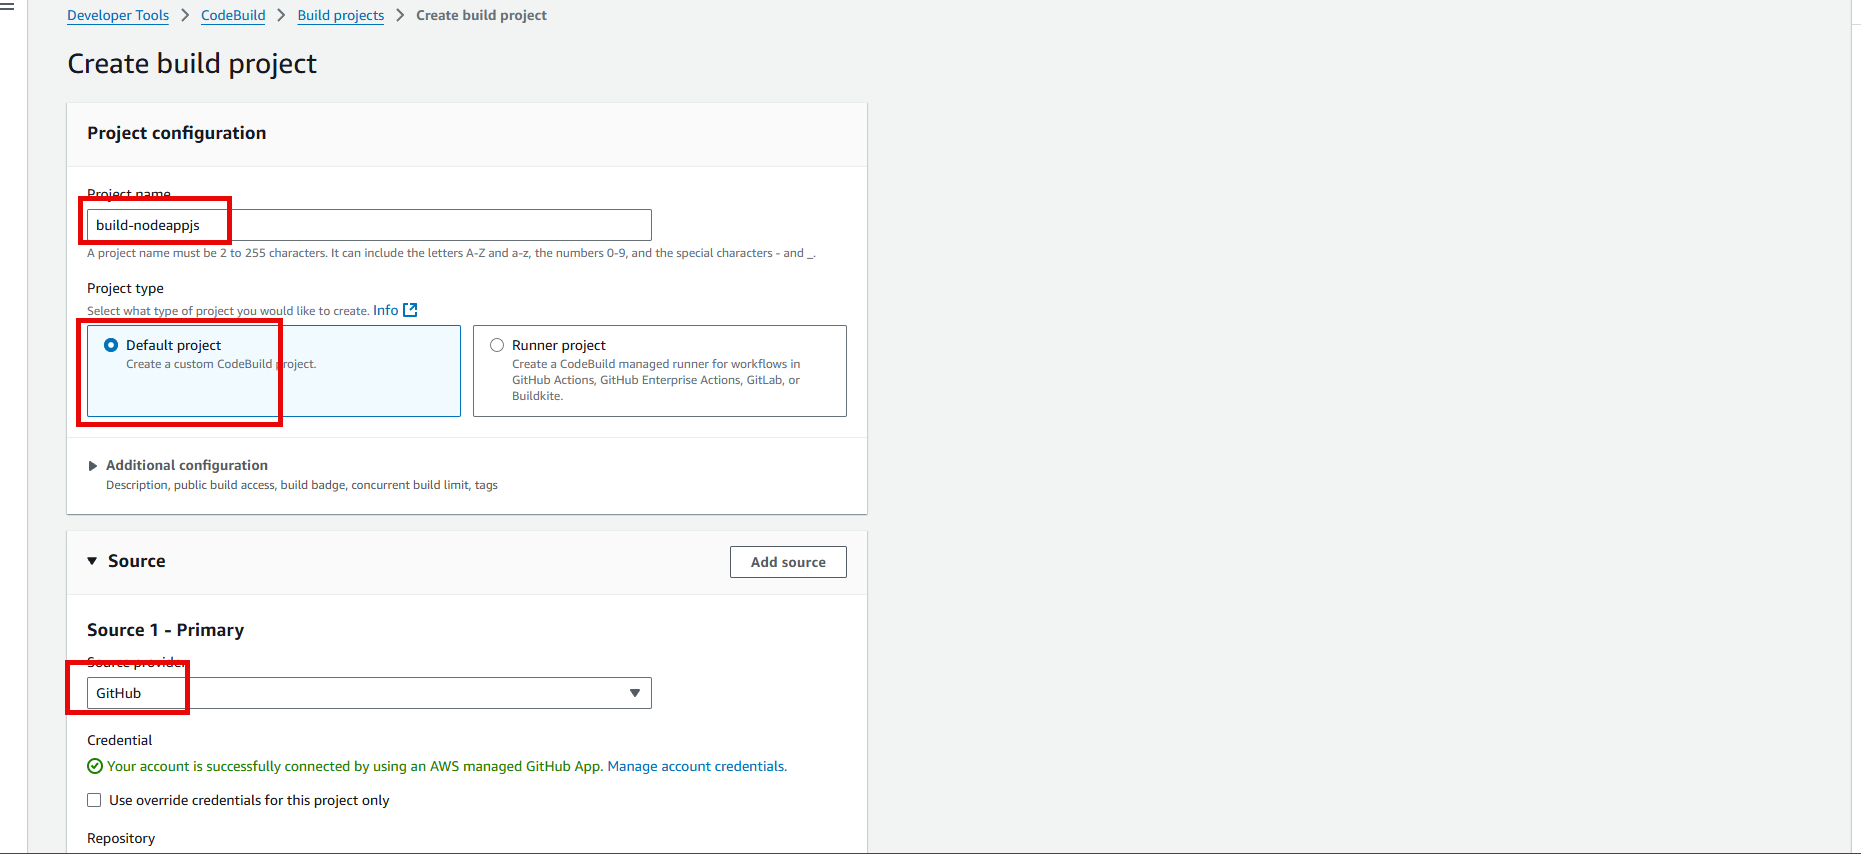 Developer Tools > CodeBuild > Build projects > Create build project
Create build project
Project configuration
Project name
build-nodeappjs
A project name must be 2 to 255 characters. It can include the letters A-Z and a-z, the numbers 0-9, and the special characters - and _.
Project type
Select what type of project you would like to create. Info
Default project
Create a custom CodeBuild project.
Runner project
Create a CodeBuild managed runner for workflows in
GitHub Actions, GitHub Enterprise Actions, GitLab, or
Buildkite.
Additional configuration
Description, public build access, build badge, concurrent build limit, tags
Source
Add source
Source 1 - Primary
Source provider
GitHub
Credential
Your account is successfully connected by using an AWS managed GitHub App. Manage account credentials.
Use override credentials for this project only
Repository